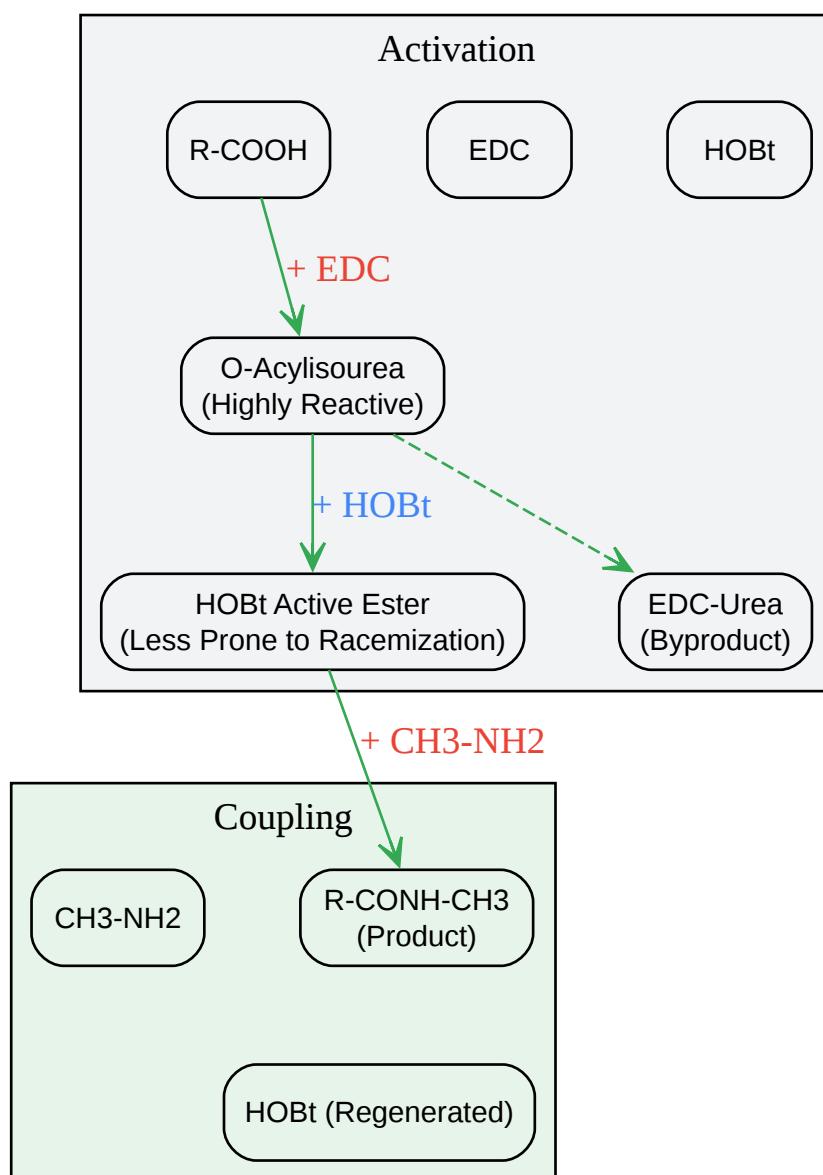 Activation
R-COOH
EDC
HOBt
+ EDC
O-Acylisourea
(Highly Reactive)
+ HOBt
HOBt Active Ester
(Less Prone to Racemization)
EDC-Urea
(Byproduct)
+ CH3-NH2
Coupling
CH3-NH2
R-CONH-CH3
(Product)
HOBt (Regenerated)